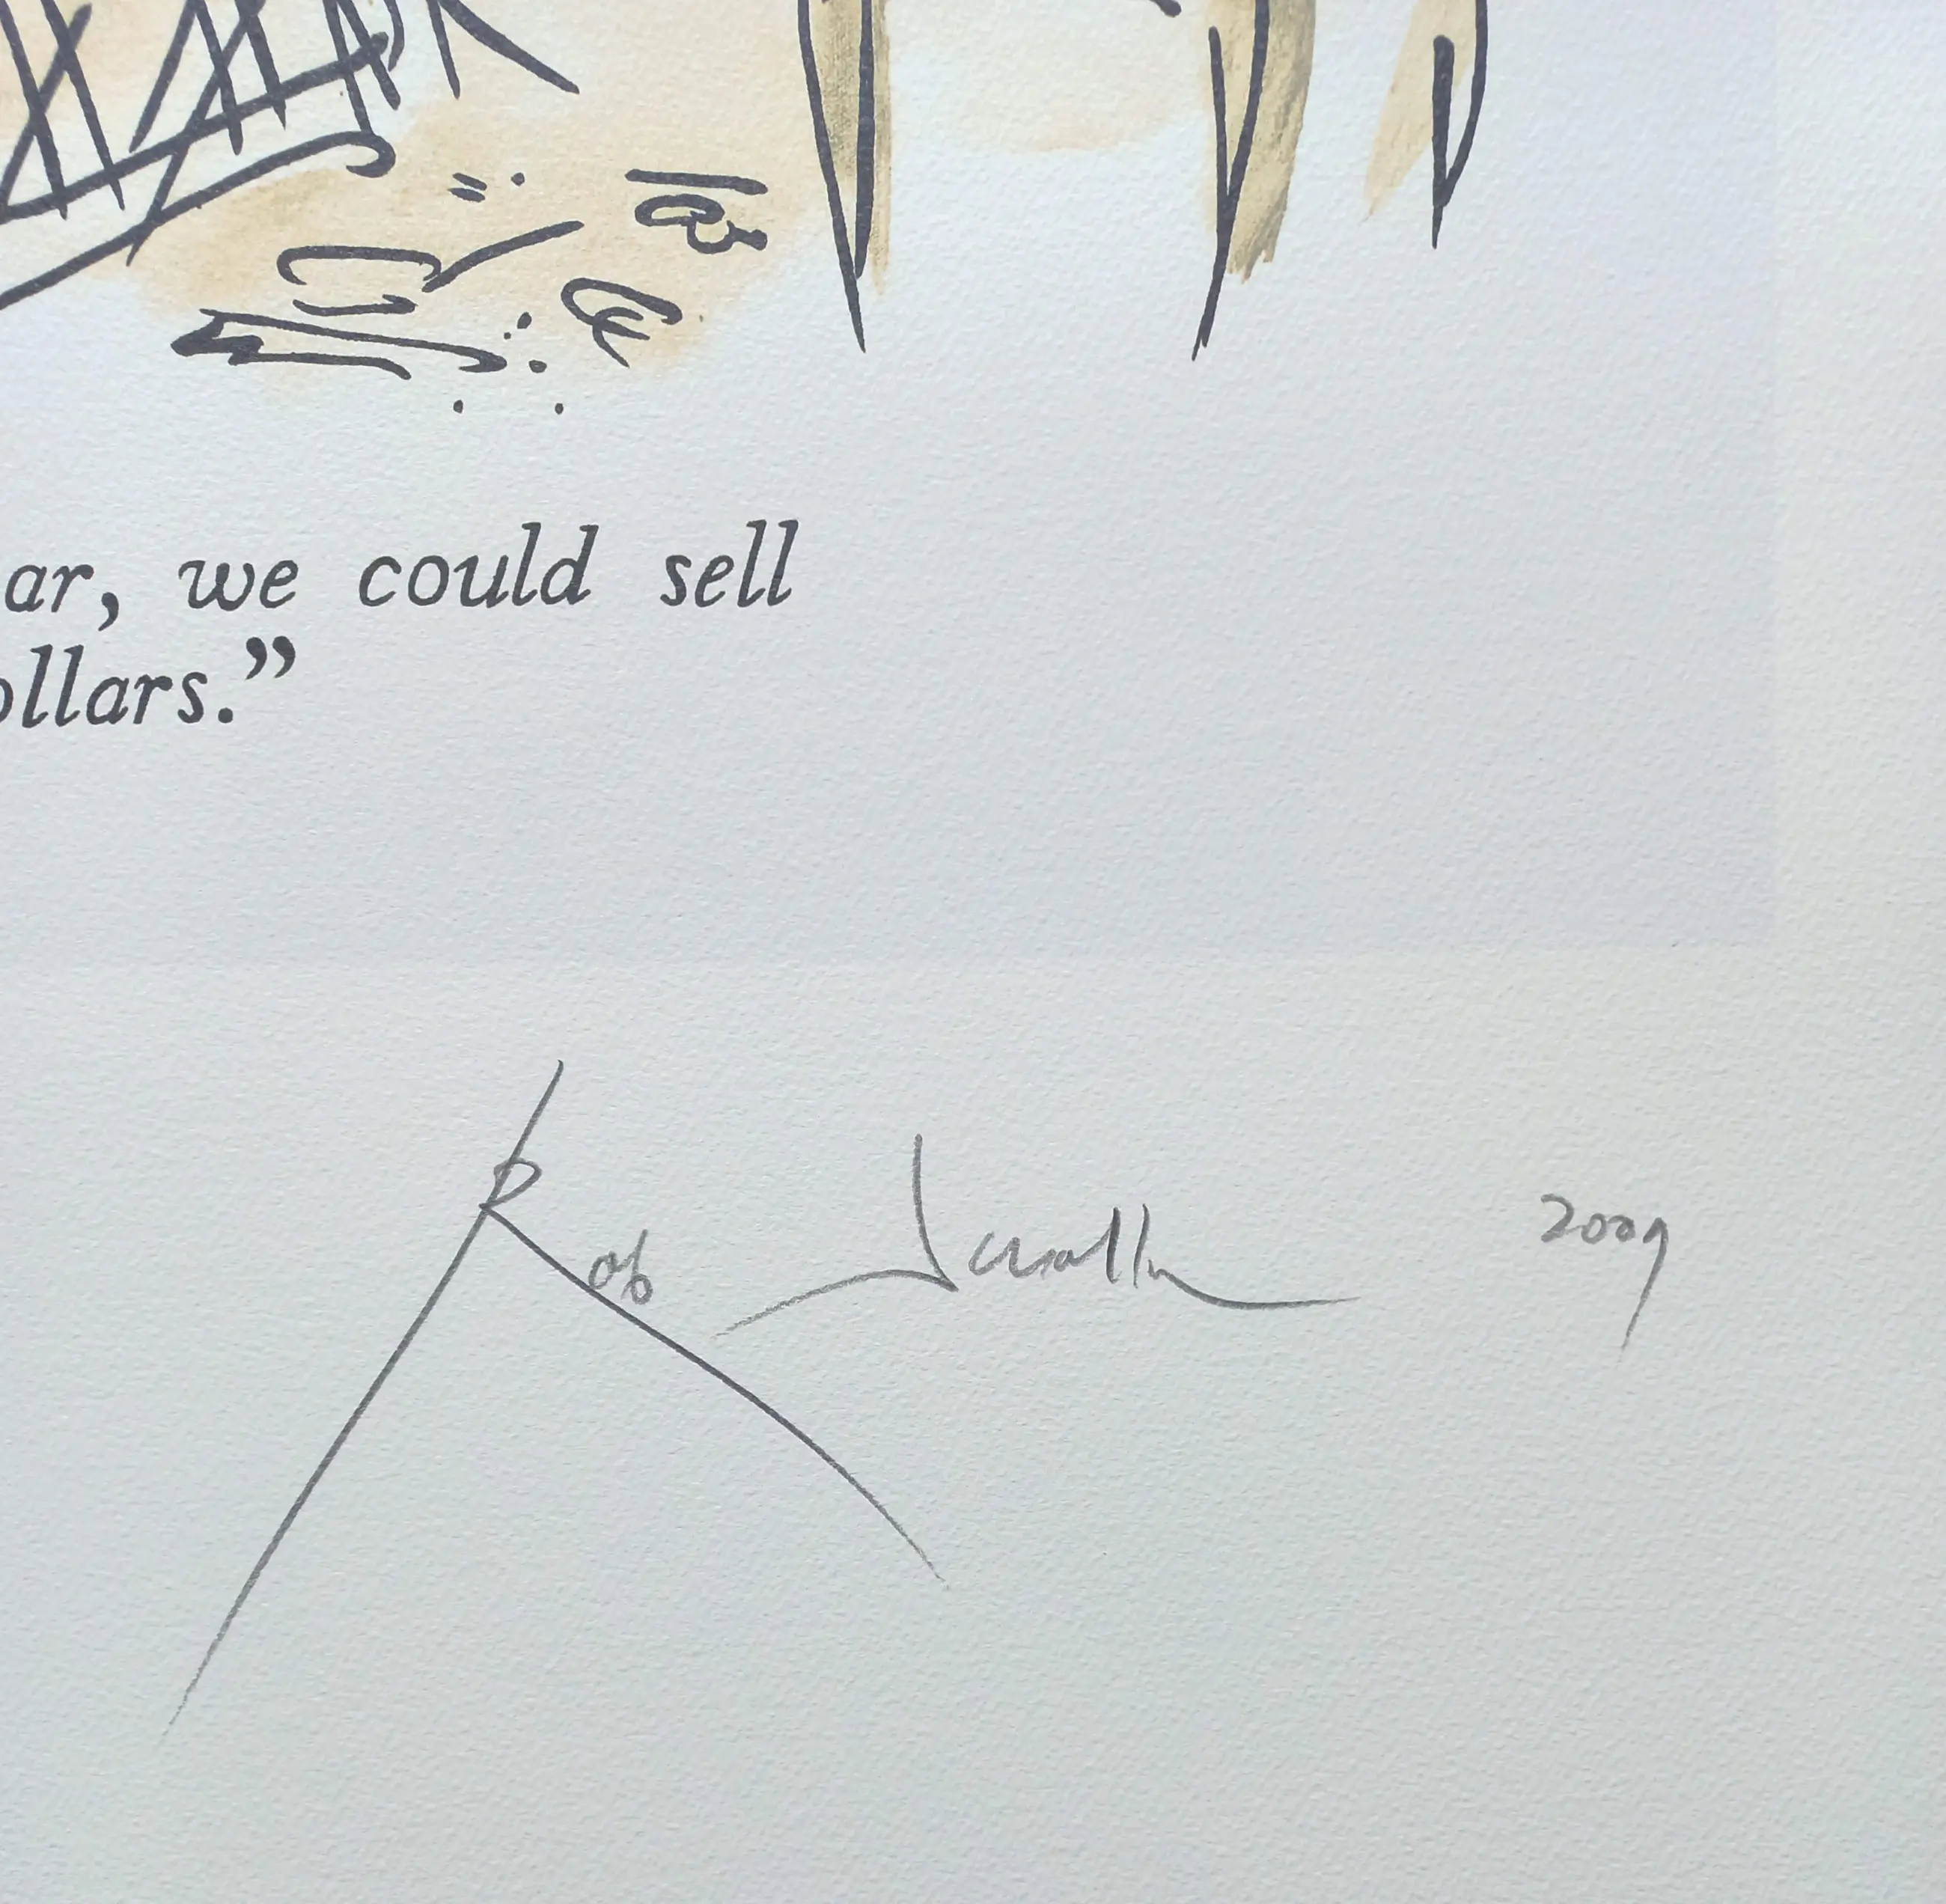 ar, we could sell
ollars.”
Rob 2009